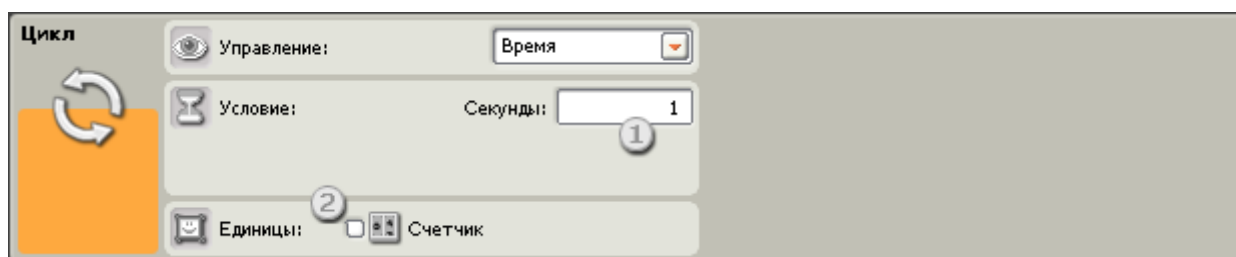 Цикл
Управление: Время
Условие: Секунды: 1
1
2
Единицы: Счетчик